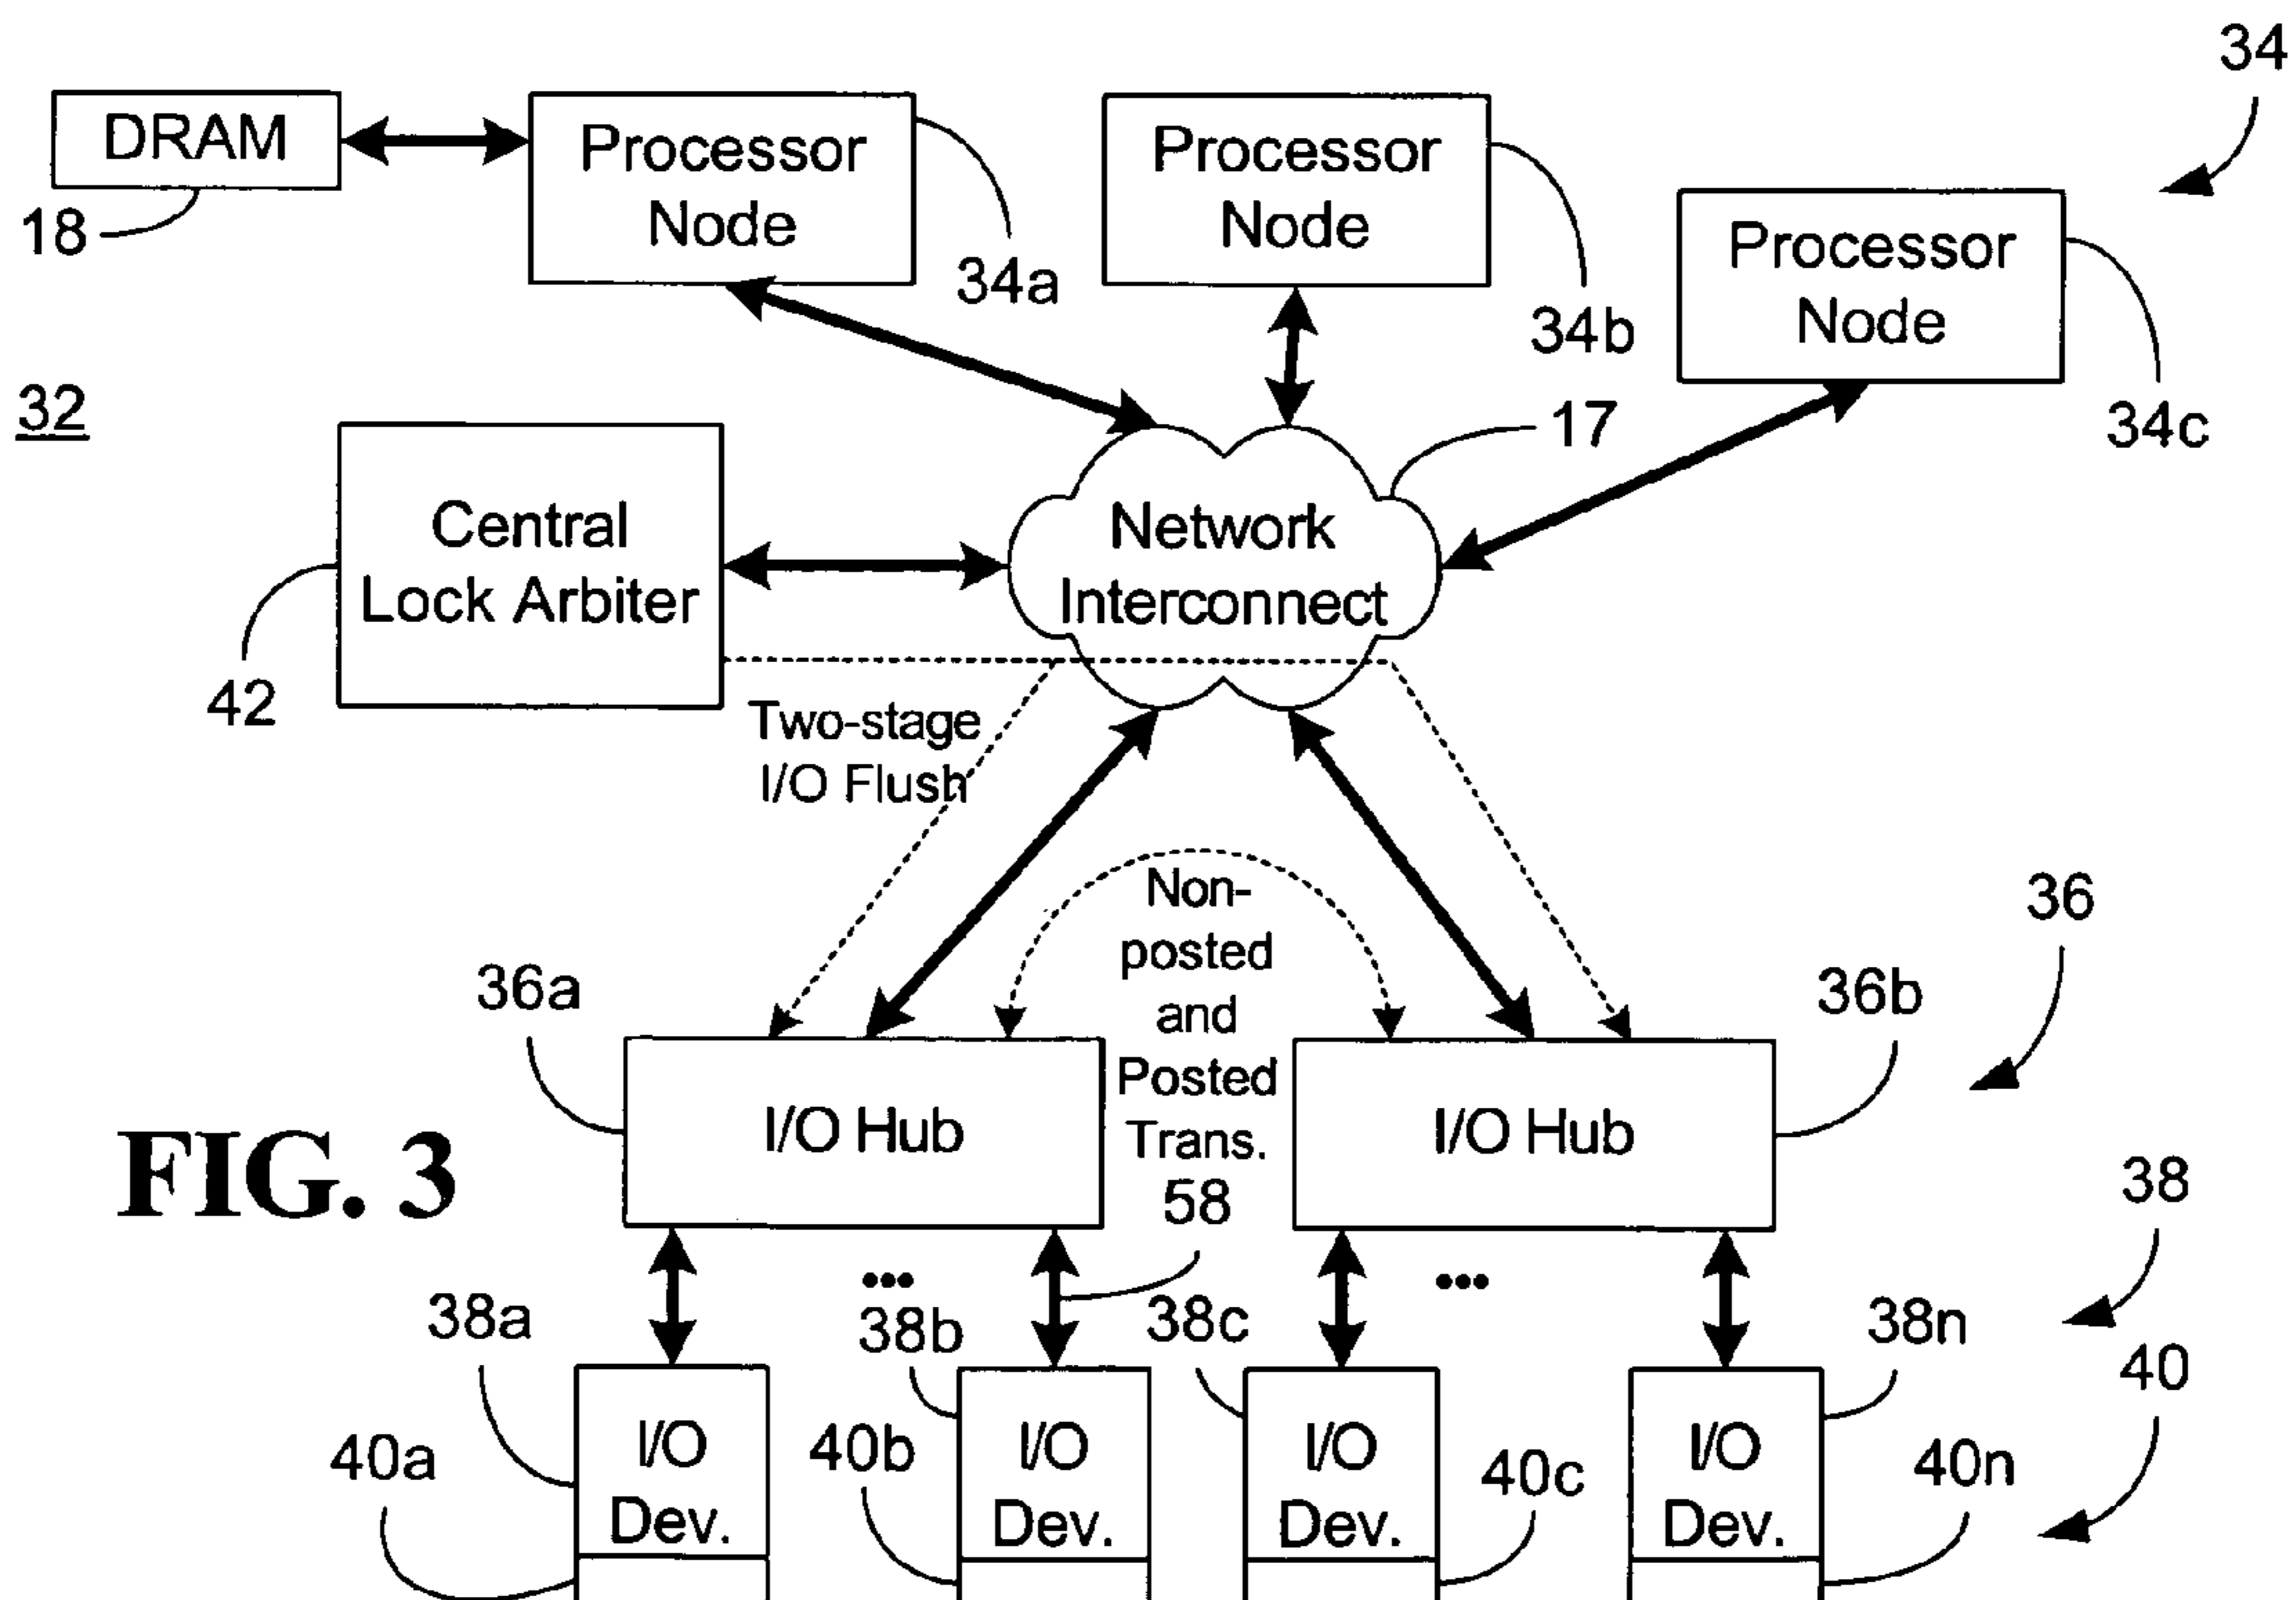 34
DRAM
Processor
Node
Processor
Node
Processor
Node
18
34a
34b
34c
32
17
Central
Lock Arbiter
Network
Interconnect
42
Two-stage
I/O Flush
Non-
posted
and
Posted
Trans.
58
36
36a
36b
I/O Hub
I/O Hub
FIG. 3
38
38a
38b
38c
38n
40
I/O
Dev.
I/O
Dev.
I/O
Dev.
I/O
Dev.
40a
40b
40c
40n